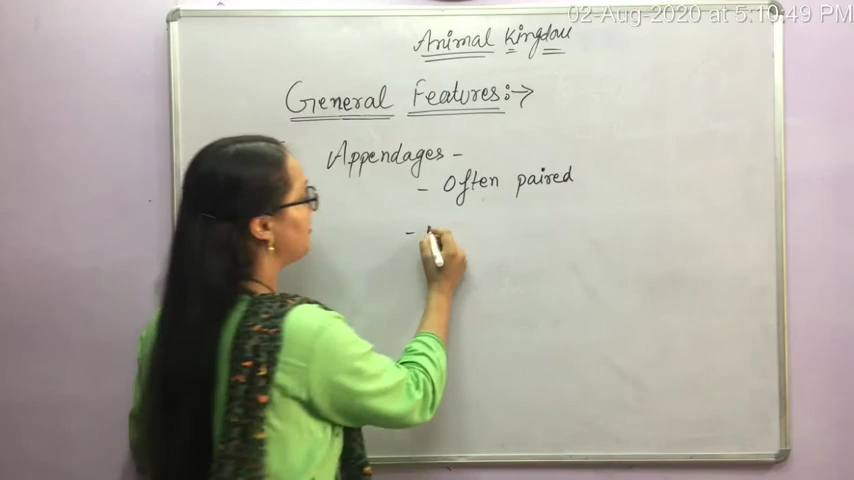 02-Aug-2020 at 5:10:49 PM
Animal Kingdom
General Features:→
Appendages -
- Often paired
-